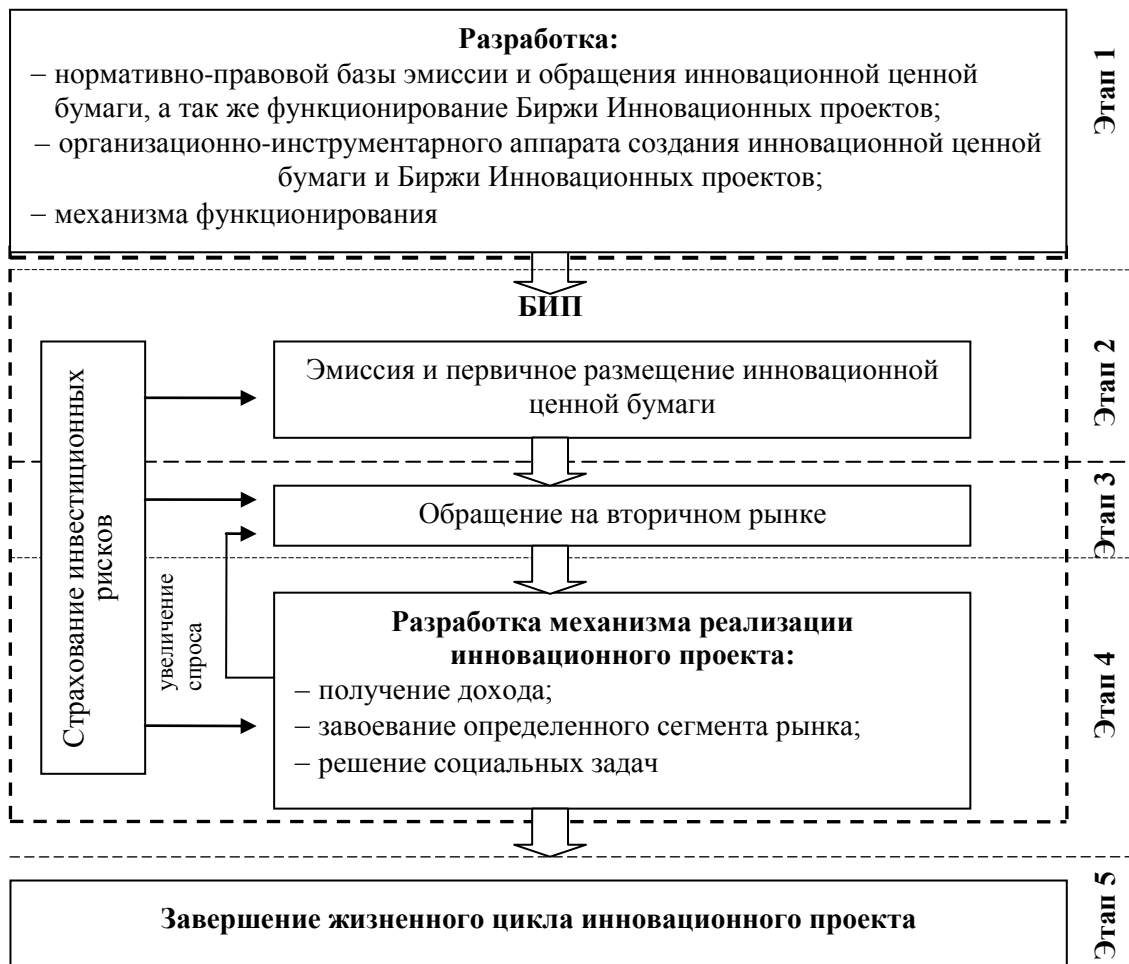 Разработка:
– нормативно-правовой базы эмиссии и обращения инновационной ценной
бумаги, а так же функционирование Биржи Инновационных проектов;
– организационно-инструментарного аппарата создания инновационной ценной
бумаги и Биржи Инновационных проектов;
– механизма функционирования
Этап 1
БИП
Эмиссия и первичное размещение инновационной
ценной бумаги
Этап 2
Страхование инвестиционных
рисков
Обращение на вторичном рынке
Этап 3
увеличение
спроса
Разработка механизма реализации
инновационного проекта:
– получение дохода;
– завоевание определенного сегмента рынка;
– решение социальных задач
Этап 4
Завершение жизненного цикла инновационного проекта
Этап 5